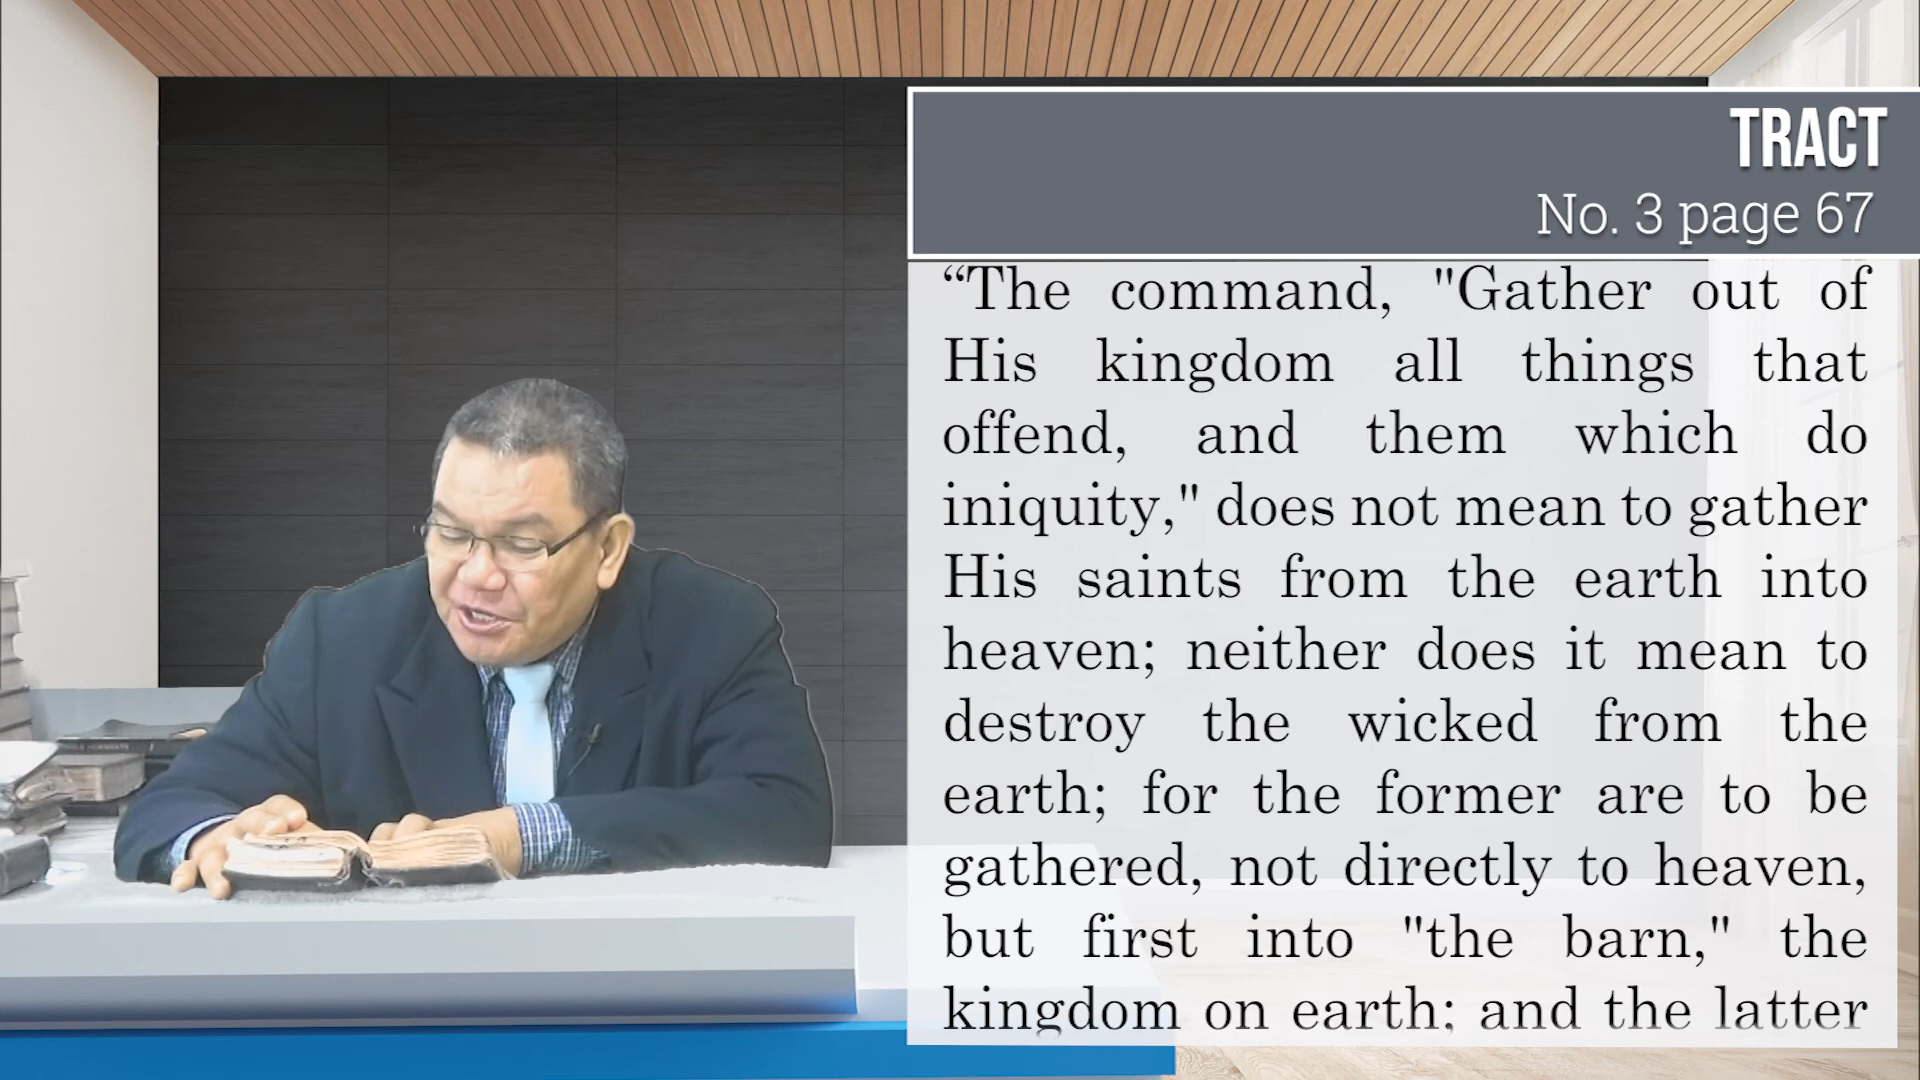 TRACT
No. 3 page 67
“The command, "Gather out of
His kingdom all things that
offend, and them which do
iniquity," does not mean to gather
His saints from the earth into
heaven; neither does it mean to
destroy the wicked from the
earth; for the former are to be
gathered, not directly to heaven,
but first into "the barn," the
kingdom on earth; and the latter